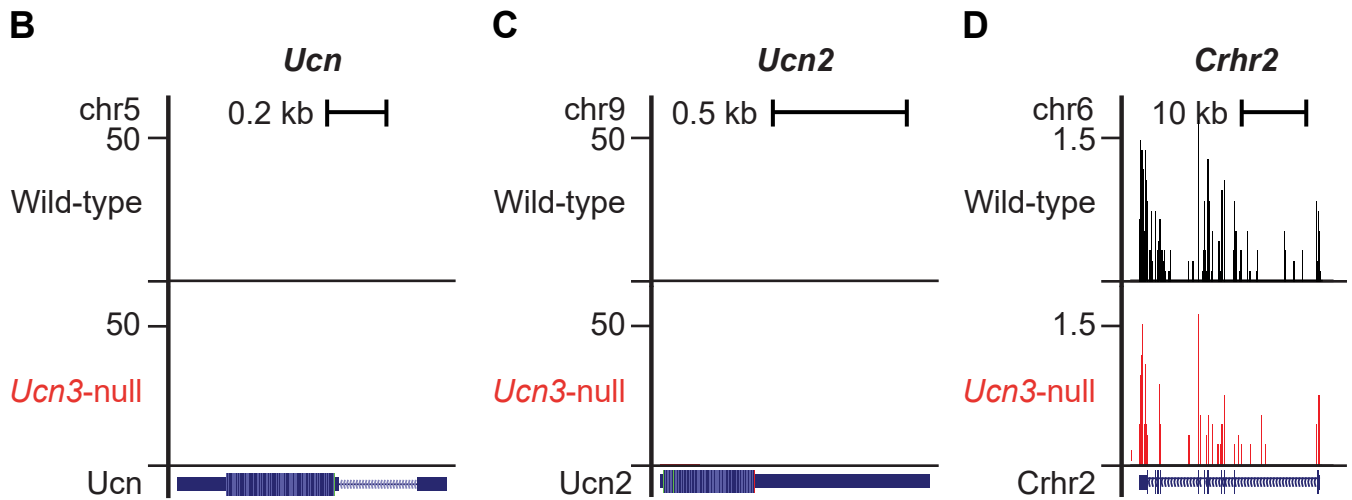 B
Ucn
chr5
0.2 kb
50
Wild-type
50
Ucn3-null
Ucn
C
Ucn2
chr9
0.5 kb
50
Wild-type
50
Ucn3-null
Ucn2
D
Crhr2
chr6
10 kb
1.5
Wild-type
1.5
Ucn3-null
Crhr2